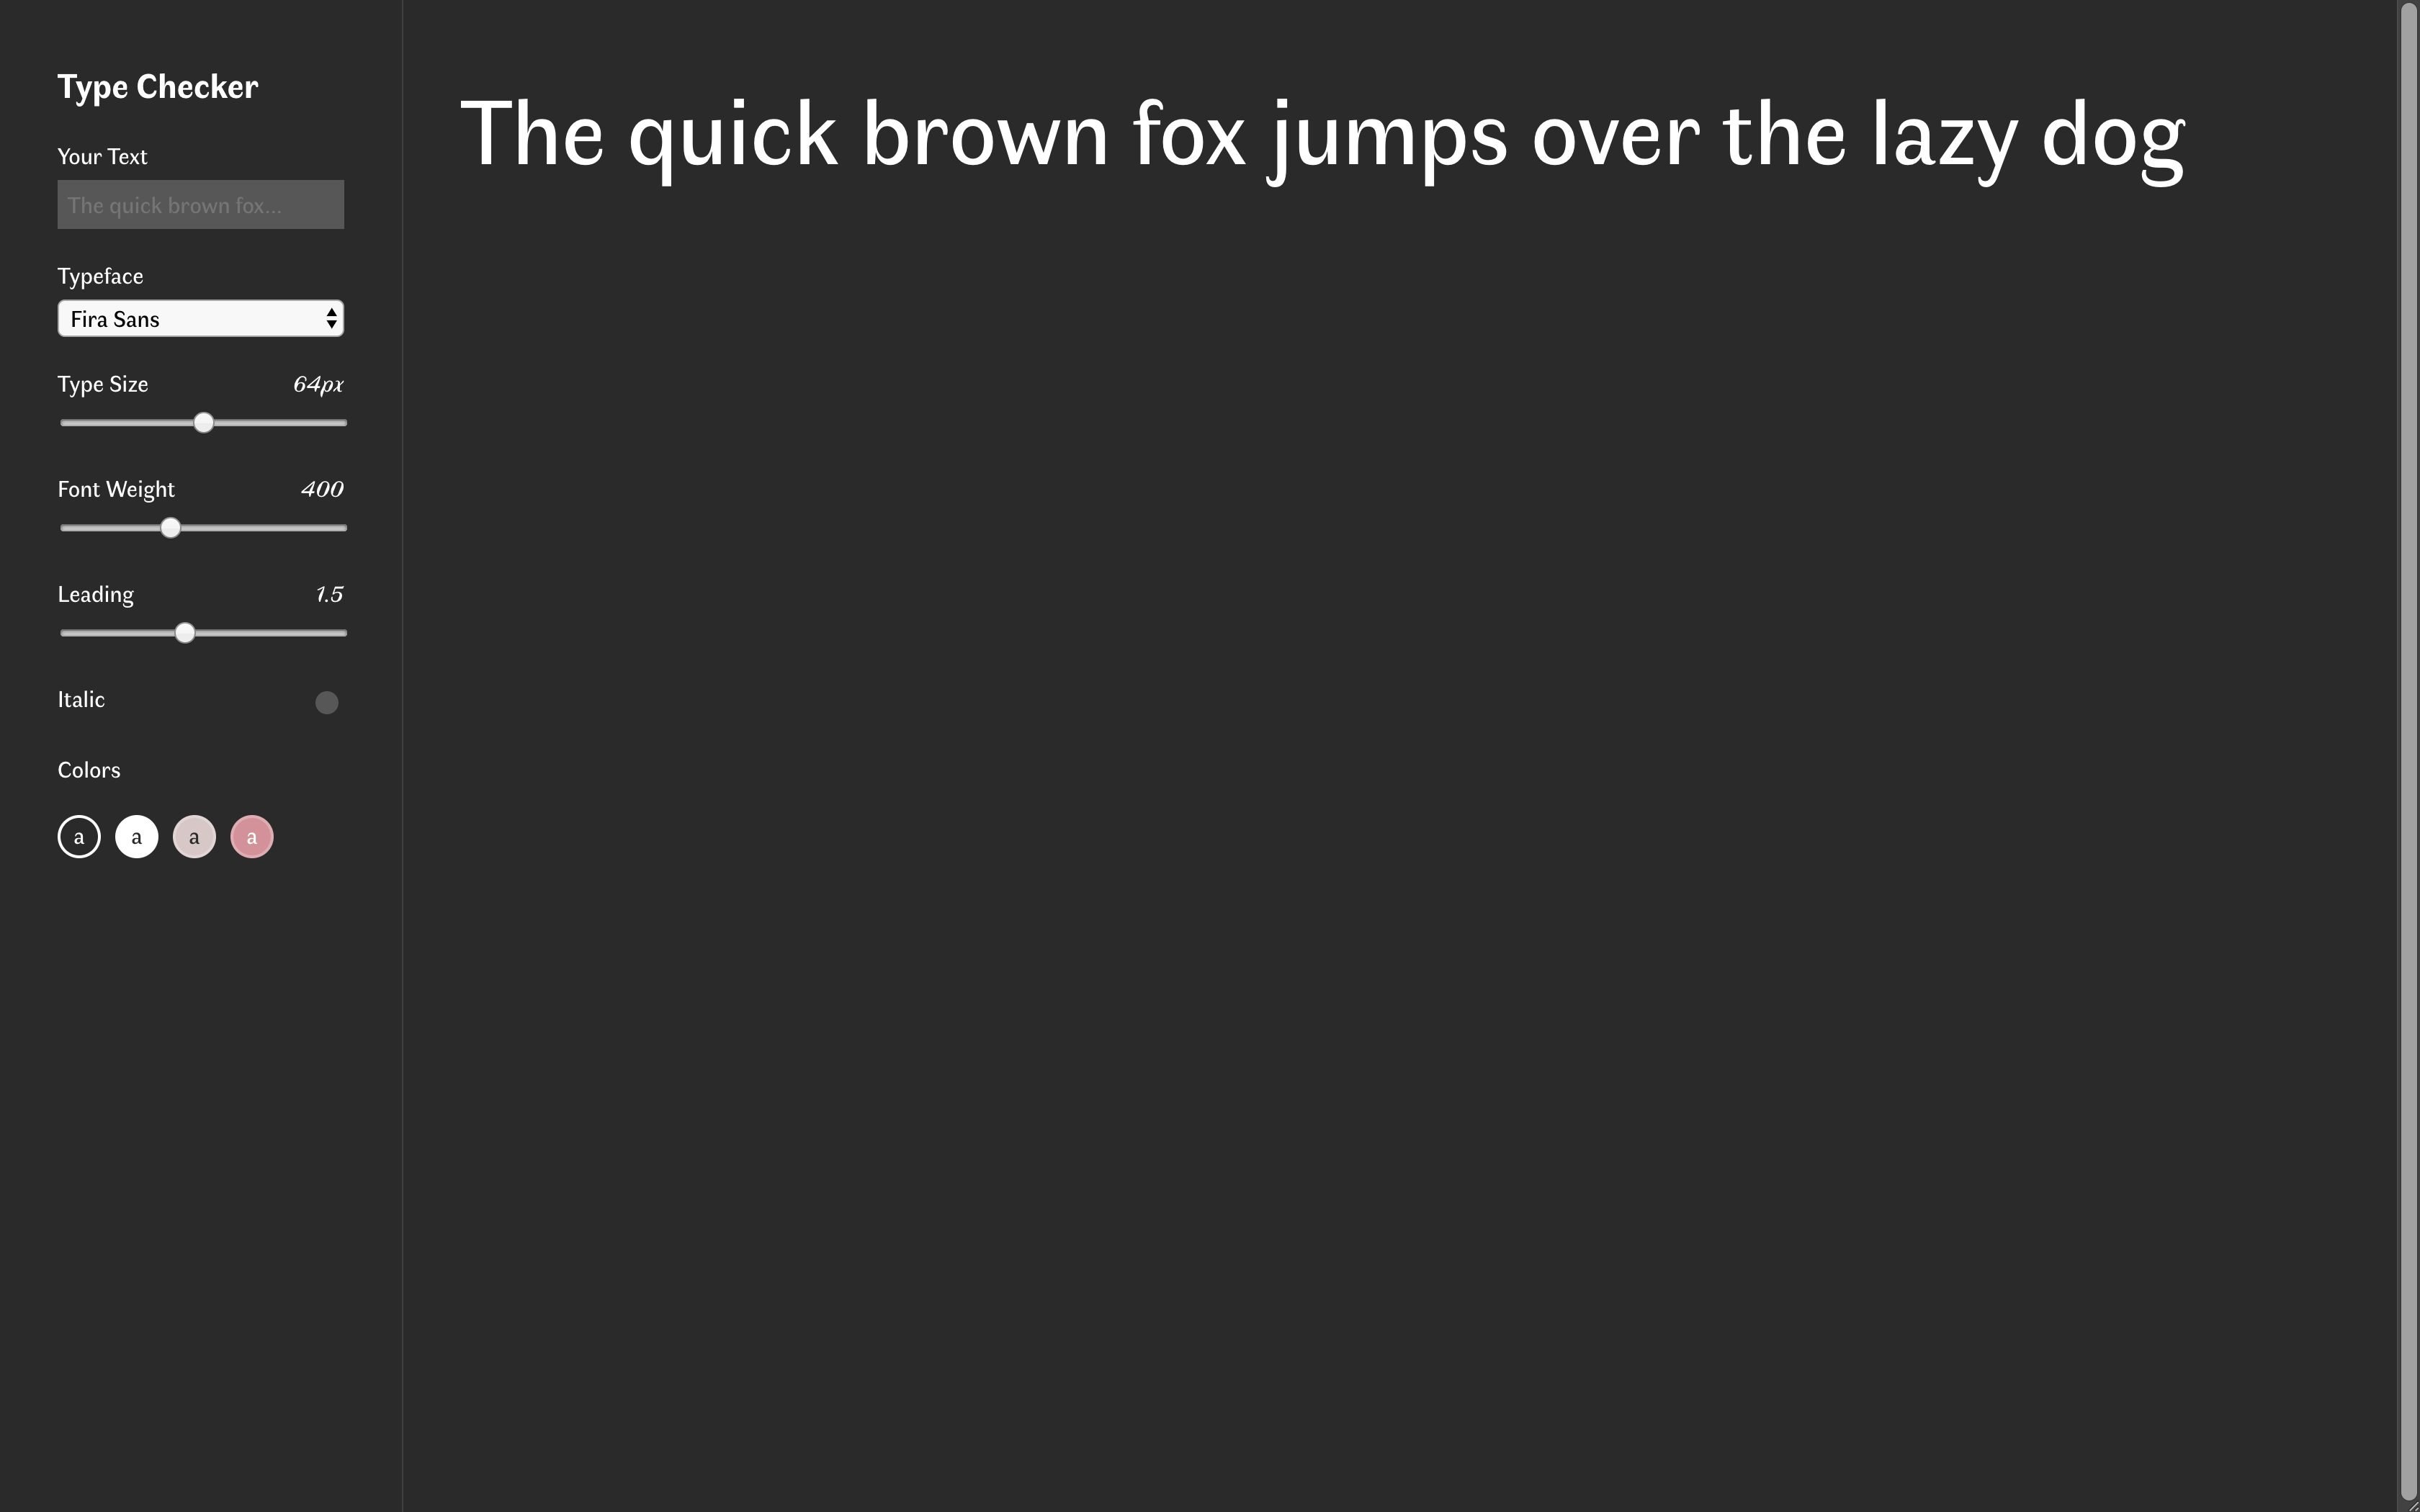 Type Checker
Your Text
The quick brown fox...
Typeface
Fira Sans
Type Size 64px
Font Weight 400
Leading 1.5
Italic
Colors
a a a a
The quick brown fox jumps over the lazy dog